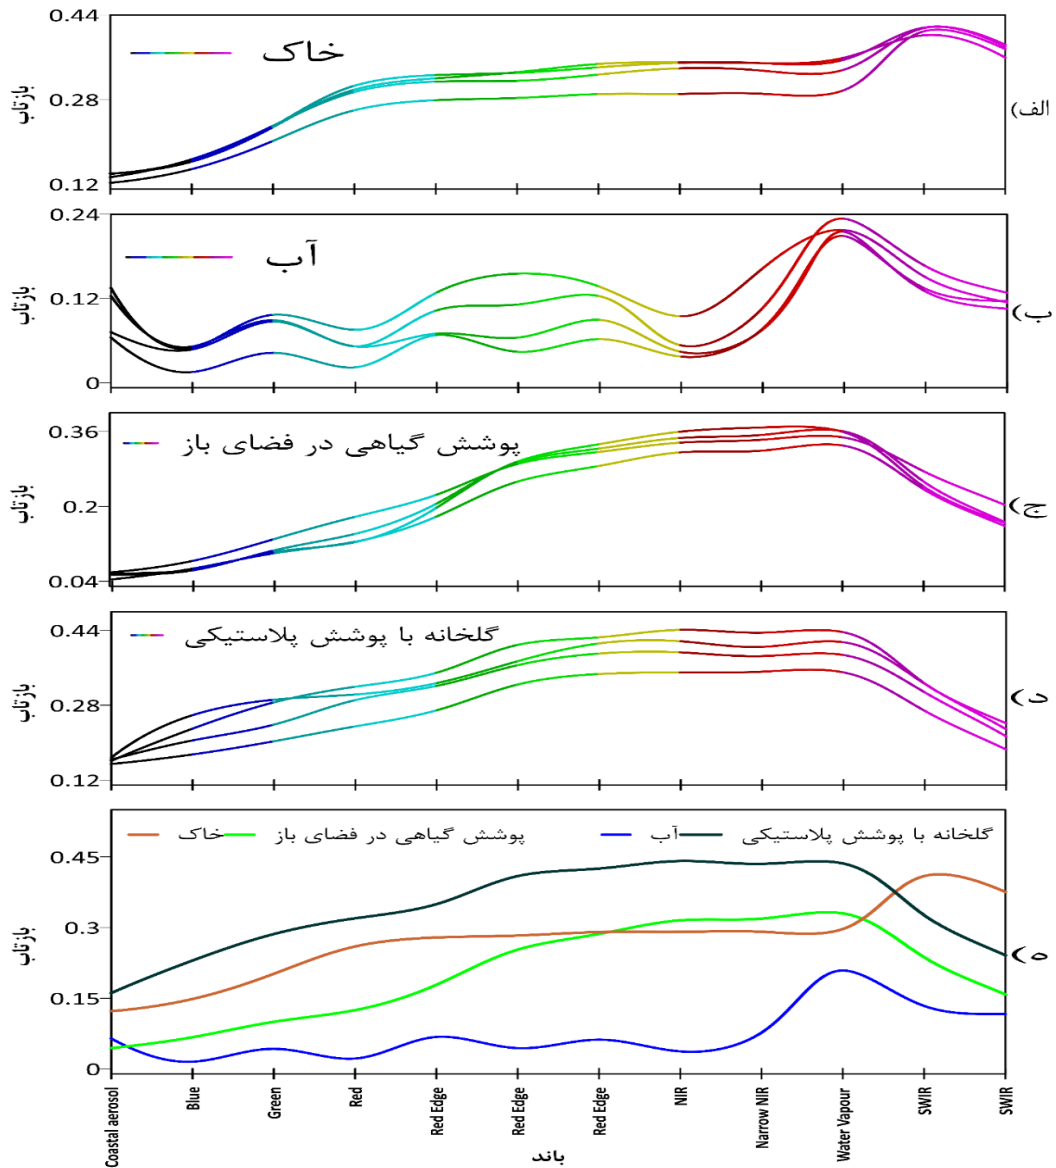 0.44
خاک
0.28
بازتاب
الف)
0.12
0.24
آب
0.12
بازتاب
ب)
0
0.36
پوشش گیاهی در فضای باز
0.2
بازتاب
ج)
0.04
0.44
گلخانه با پوشش پلاستیکی
0.28
بازتاب
د)
0.12
خاک پوشش گیاهی در فضای باز آب گلخانه با پوشش پلاستیکی
0.45
0.3
بازتاب
ه)
0.15
0
Coastal aerosol
Blue
Green
Red
Red Edge
Red Edge
Red Edge
NIR
Narrow NIR
Water Vapour
SWIR
SWIR
باند